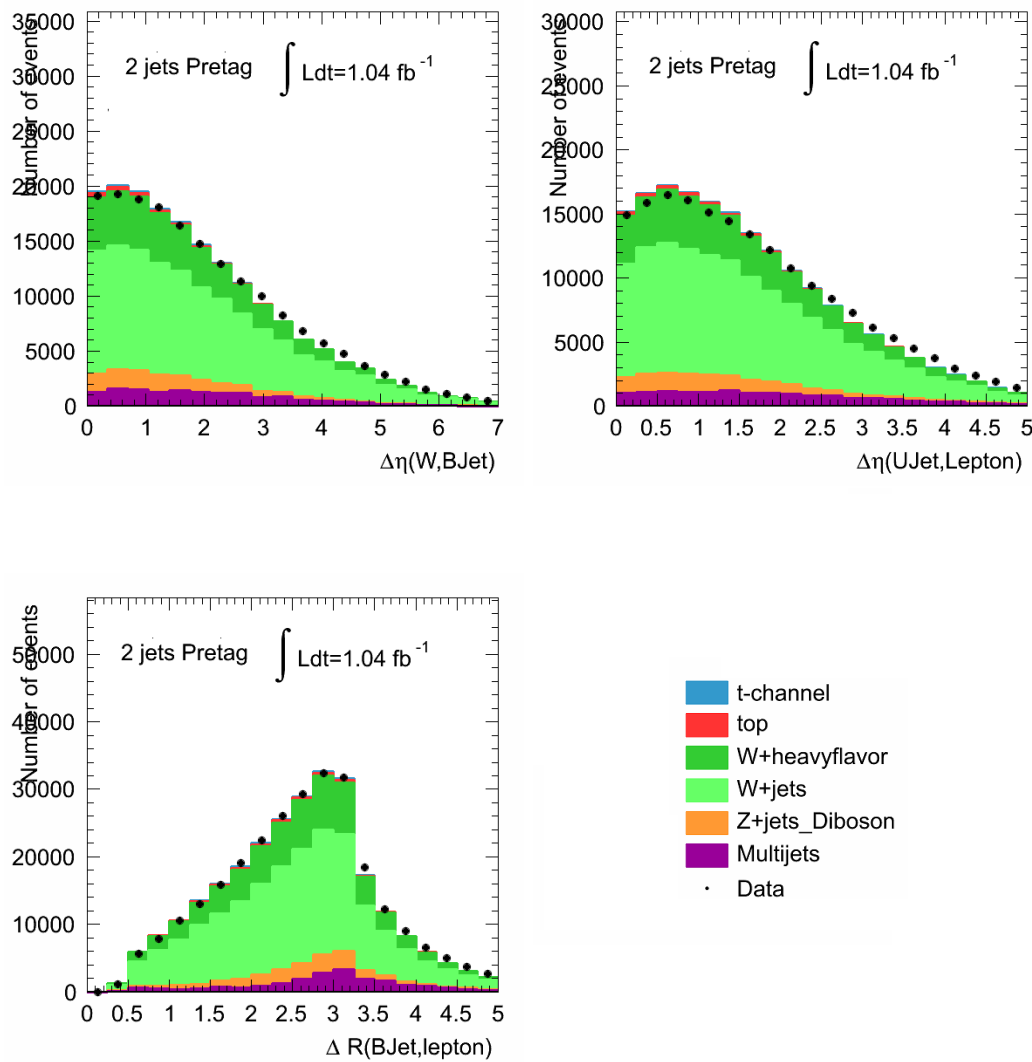 35000
30000
25000
20000
15000
10000
5000
0
Number of events
2 jets Pretag ∫ Ldt=1.04 fb -1
0 1 2 3 4 5 6 7
Δη(W,BJet)
30000
25000
20000
15000
10000
5000
0
Number of events
2 jets Pretag ∫ Ldt=1.04 fb -1
0 0.5 1 1.5 2 2.5 3 3.5 4 4.5 5
Δη(UJet,Lepton)
50000
40000
30000
20000
10000
0
Number of events
2 jets Pretag ∫ Ldt=1.04 fb -1
0 0.5 1 1.5 2 2.5 3 3.5 4 4.5 5
Δ R(BJet,lepton)
t-channel
top
W+heavyflavor
W+jets
Z+jets_Diboson
Multijets
Data